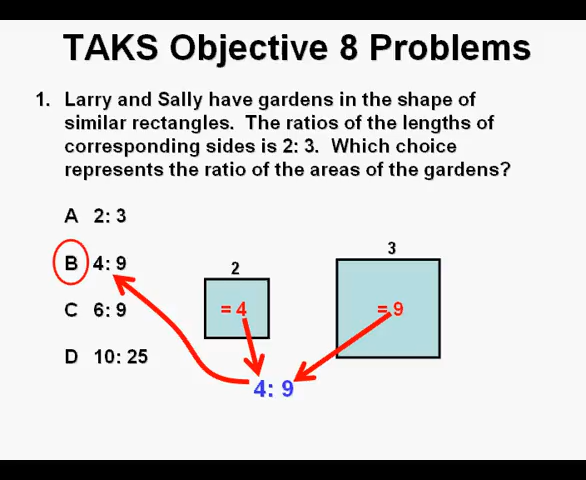 TAKS Objective 8 Problems
1. Larry and Sally have gardens in the shape of
similar rectangles. The ratios of the lengths of
corresponding sides is 2: 3. Which choice
represents the ratio of the areas of the gardens?
A 2: 3
B 4: 9
C 6: 9
D 10: 25
2
= 4
3
= 9
4: 9